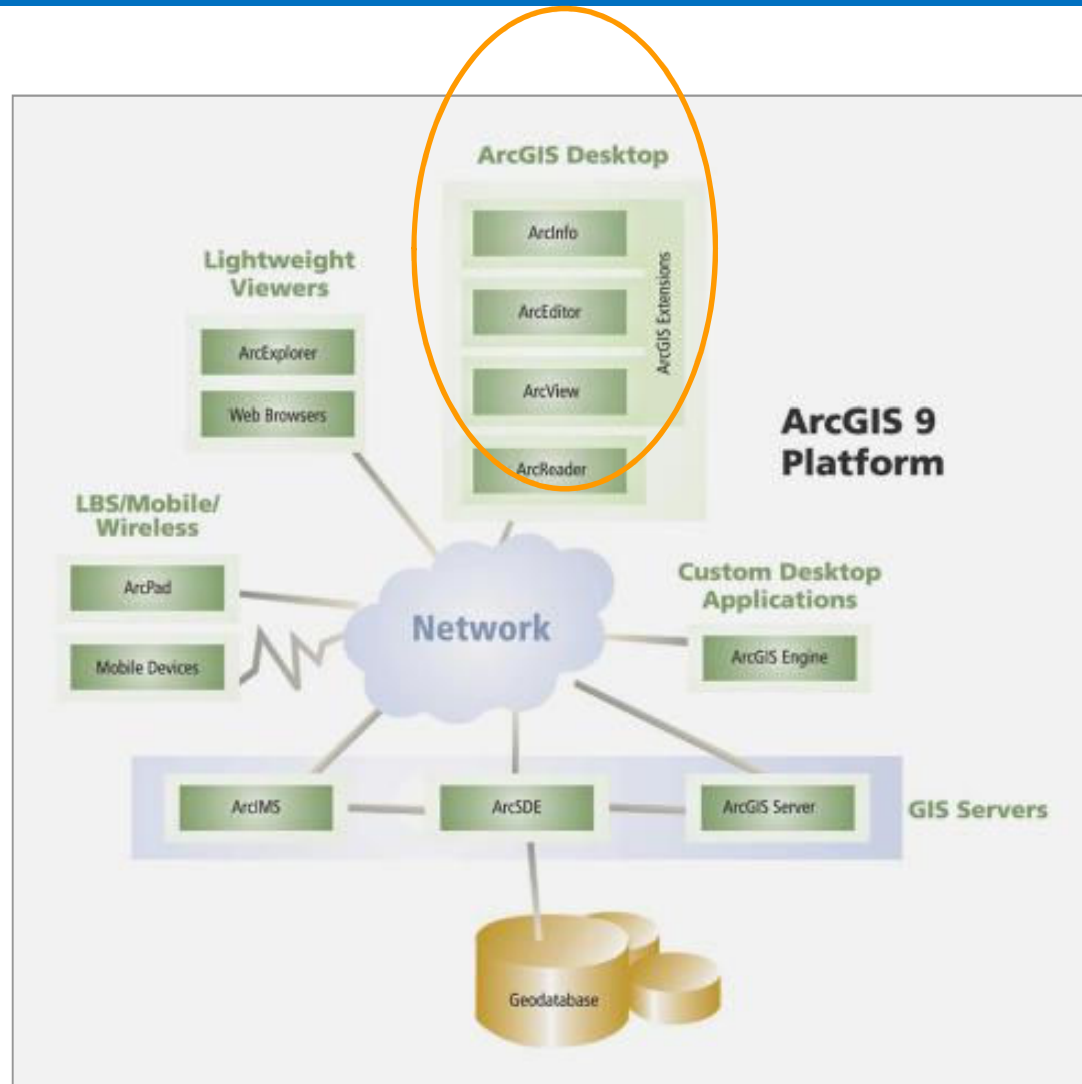 ArcGIS Desktop
ArcInfo
ArcEditor
ArcView
ArcReader
ArcGIS Extensions
Lightweight
Viewers
ArcExplorer
Web Browsers
ArcGIS 9
Platform
LBS/Mobile/
Wireless
ArcPad
Mobile Devices
Network
Custom Desktop
Applications
ArcGIS Engine
ArcIMS
ArcSDE
ArcGIS Server
GIS Servers
Geodatabase